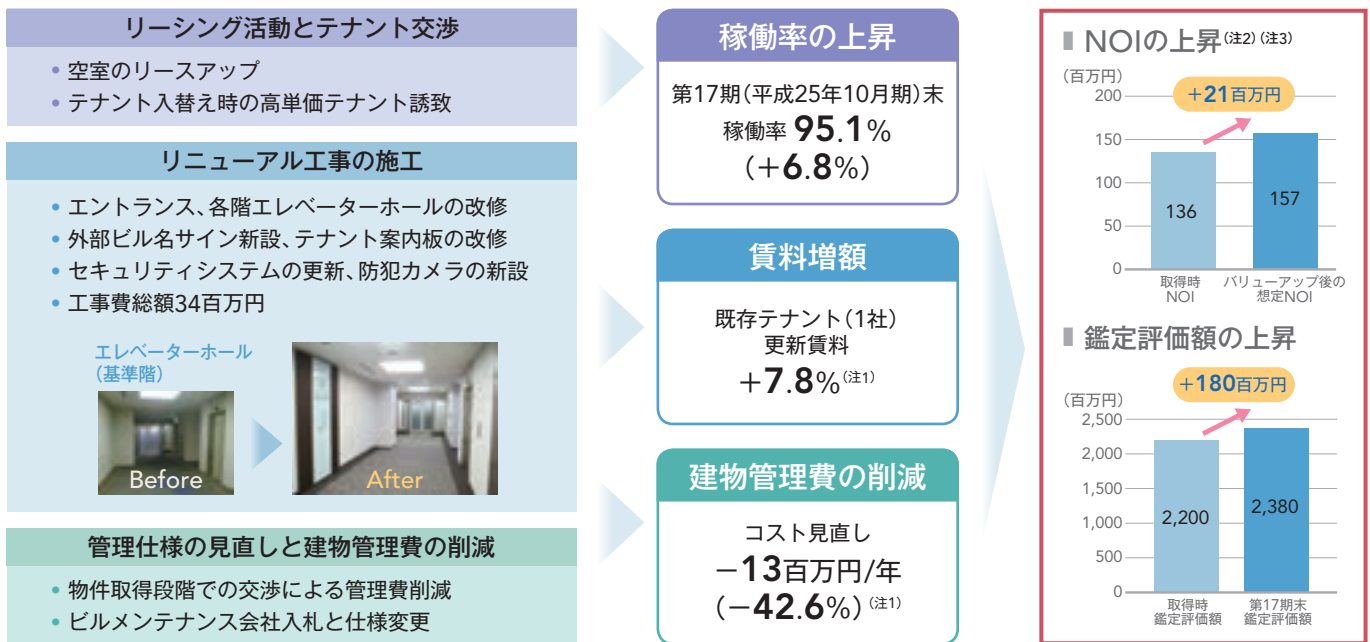 リーシング活動とテナント交渉
• 空室のリースアップ
• テナント入替え時の高単価テナント誘致
リニューアル工事の施工
• エントランス、各階エレベーターホールの改修
• 外部ビル名サイン新設、テナント案内板の改修
• セキュリティシステムの更新、防犯カメラの新設
• 工事費総額34百万円
エレベーターホール
(基準階)
Before
After
管理仕様の見直しと建物管理費の削減
• 物件取得段階での交渉による管理費削減
• ビルメンテナンス会社入札と仕様変更
稼働率の上昇
第17期(平成25年10月期)末
稼働率 95.1%
(+6.8%)
賃料増額
既存テナント(1社)
更新賃料
+7.8%(注1)
建物管理費の削減
コスト見直し
−13百万円/年
(−42.6%)(注1)
NOIの上昇(注2)(注3)
(百万円)
+21百万円
200
150
100
50
0
136
157
取得時
NOI
バリューアップ後の
想定NOI
鑑定評価額の上昇
+180百万円
(百万円)
2,500
2,000
1,500
1,000
500
0
2,200
2,380
取得時
鑑定評価額
第17期末
鑑定評価額